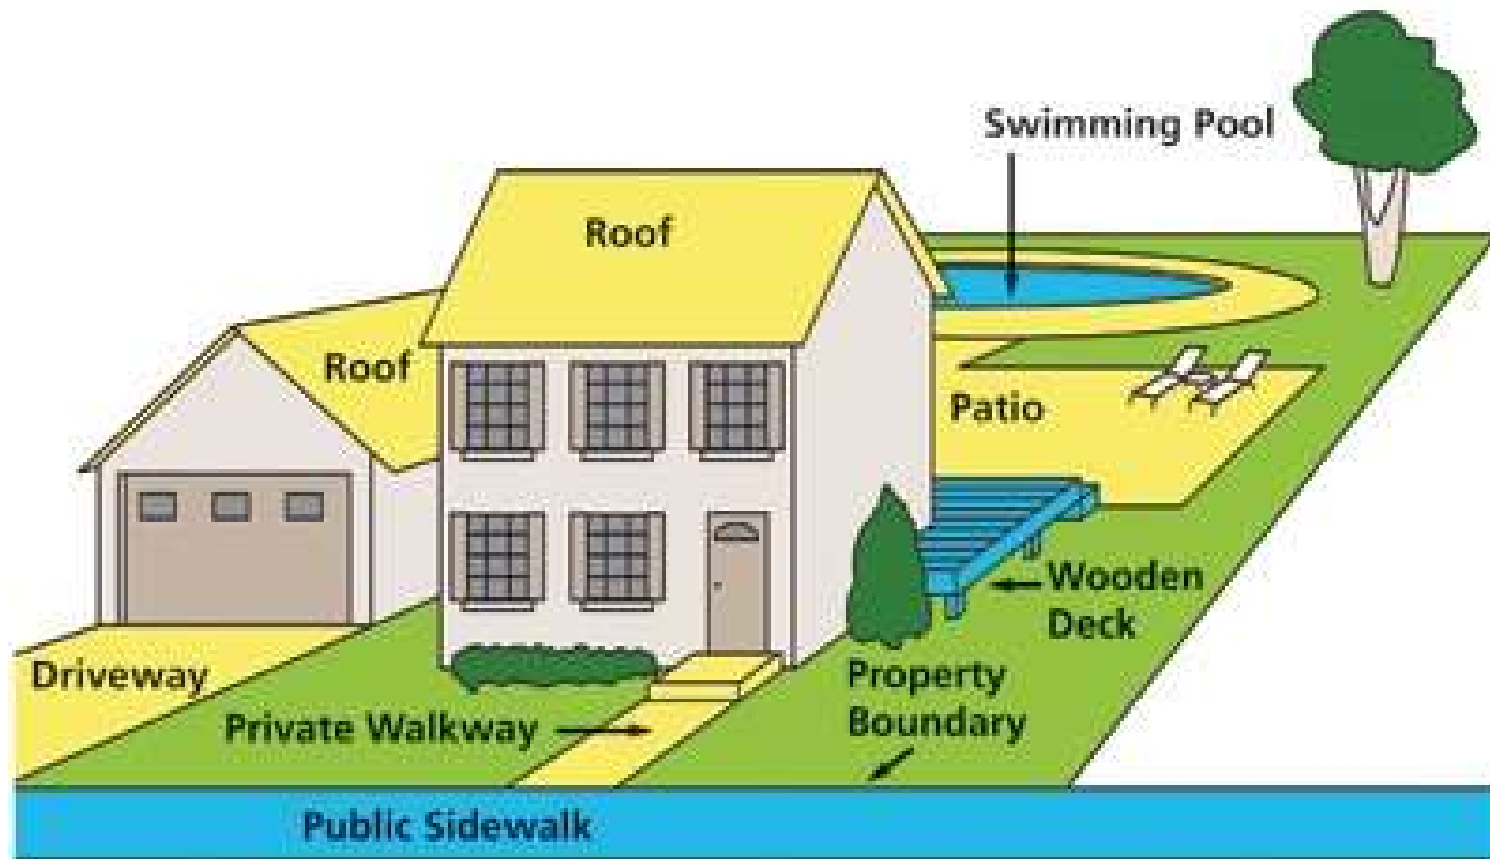 Swimming Pool
Roof
Roof
Patio
Wooden
Deck
Driveway
Property
Boundary
Private Walkway
Public Sidewalk